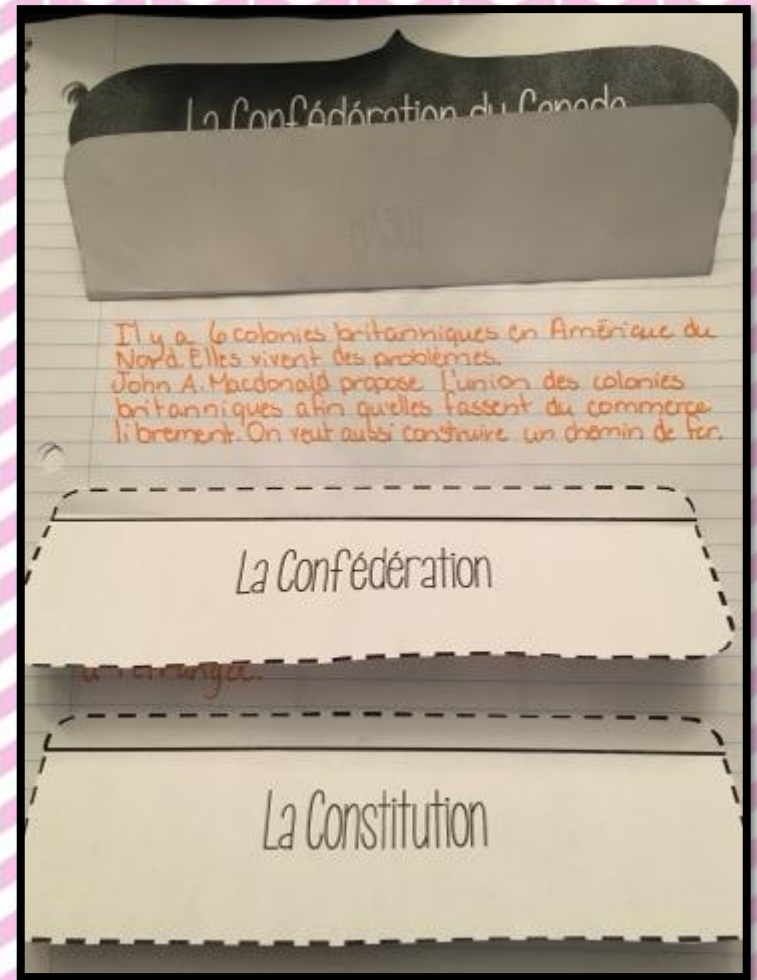 La Confédération du Canada
Il y a 6 colonies britanniques en Amérique du
Nord. Elles vivent des problèmes.
John A. Macdonald propose l'union des colonies
britanniques afin qu'elles fassent du commerce
librement. On veut aussi construire un chemin de fer.
La Confédération
La Constitution